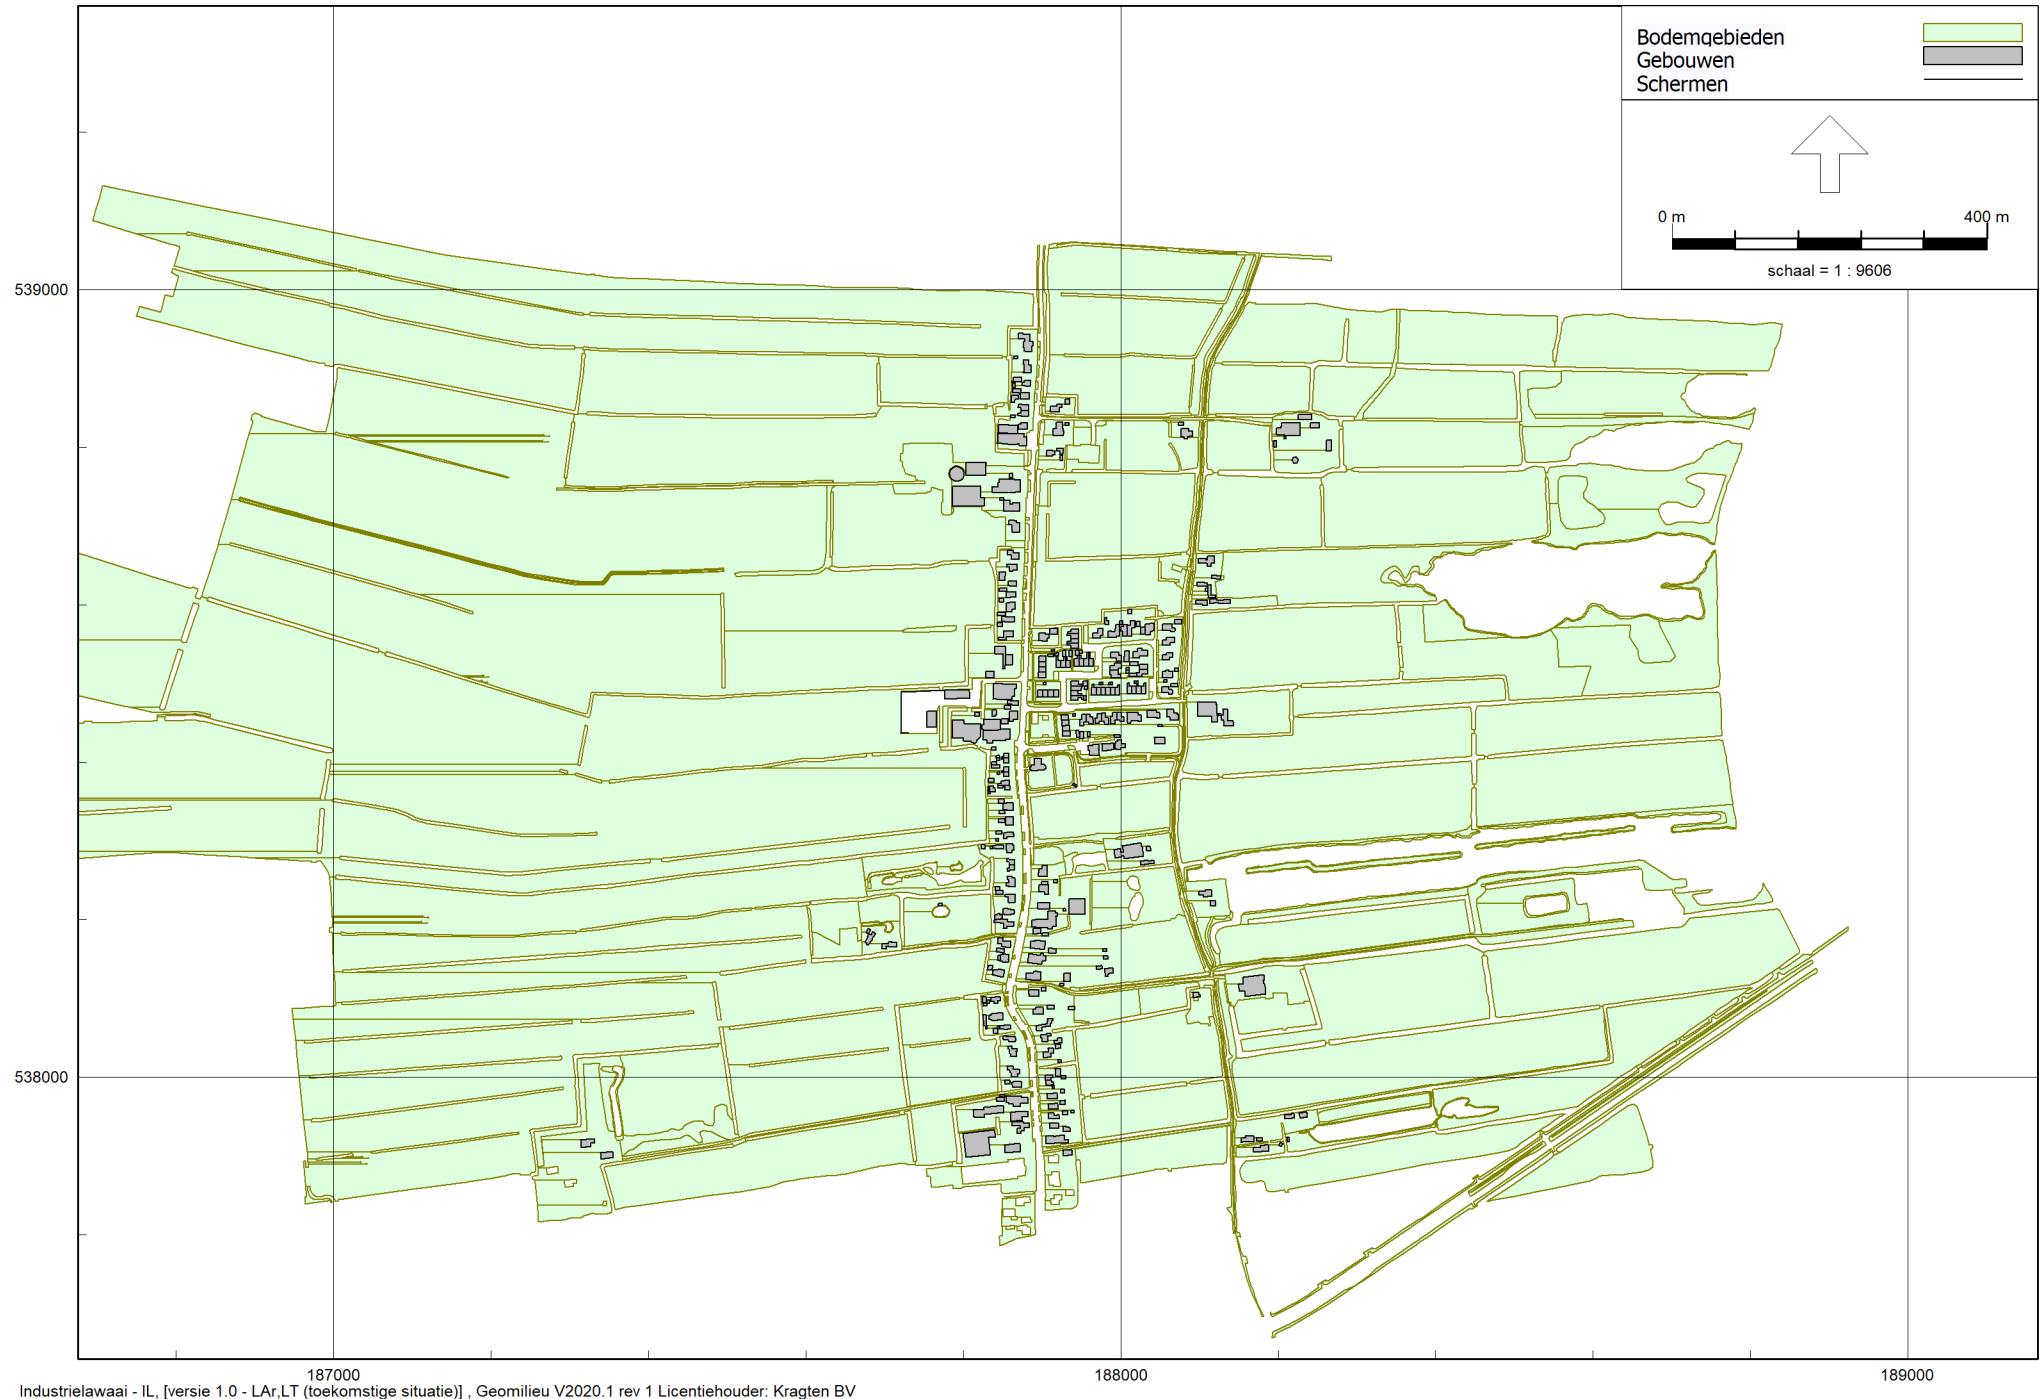 Bodemgebieden
Gebouwen
Schermen
0 m
400 m
schaal = 1 : 9606
539000
538000
187000
188000
189000
Industrielawaai - IL, [versie 1.0 - LAr,LT (toekomstige situatie)] , Geomilieu V2020.1 rev 1 Licentiehouder: Kragten BV